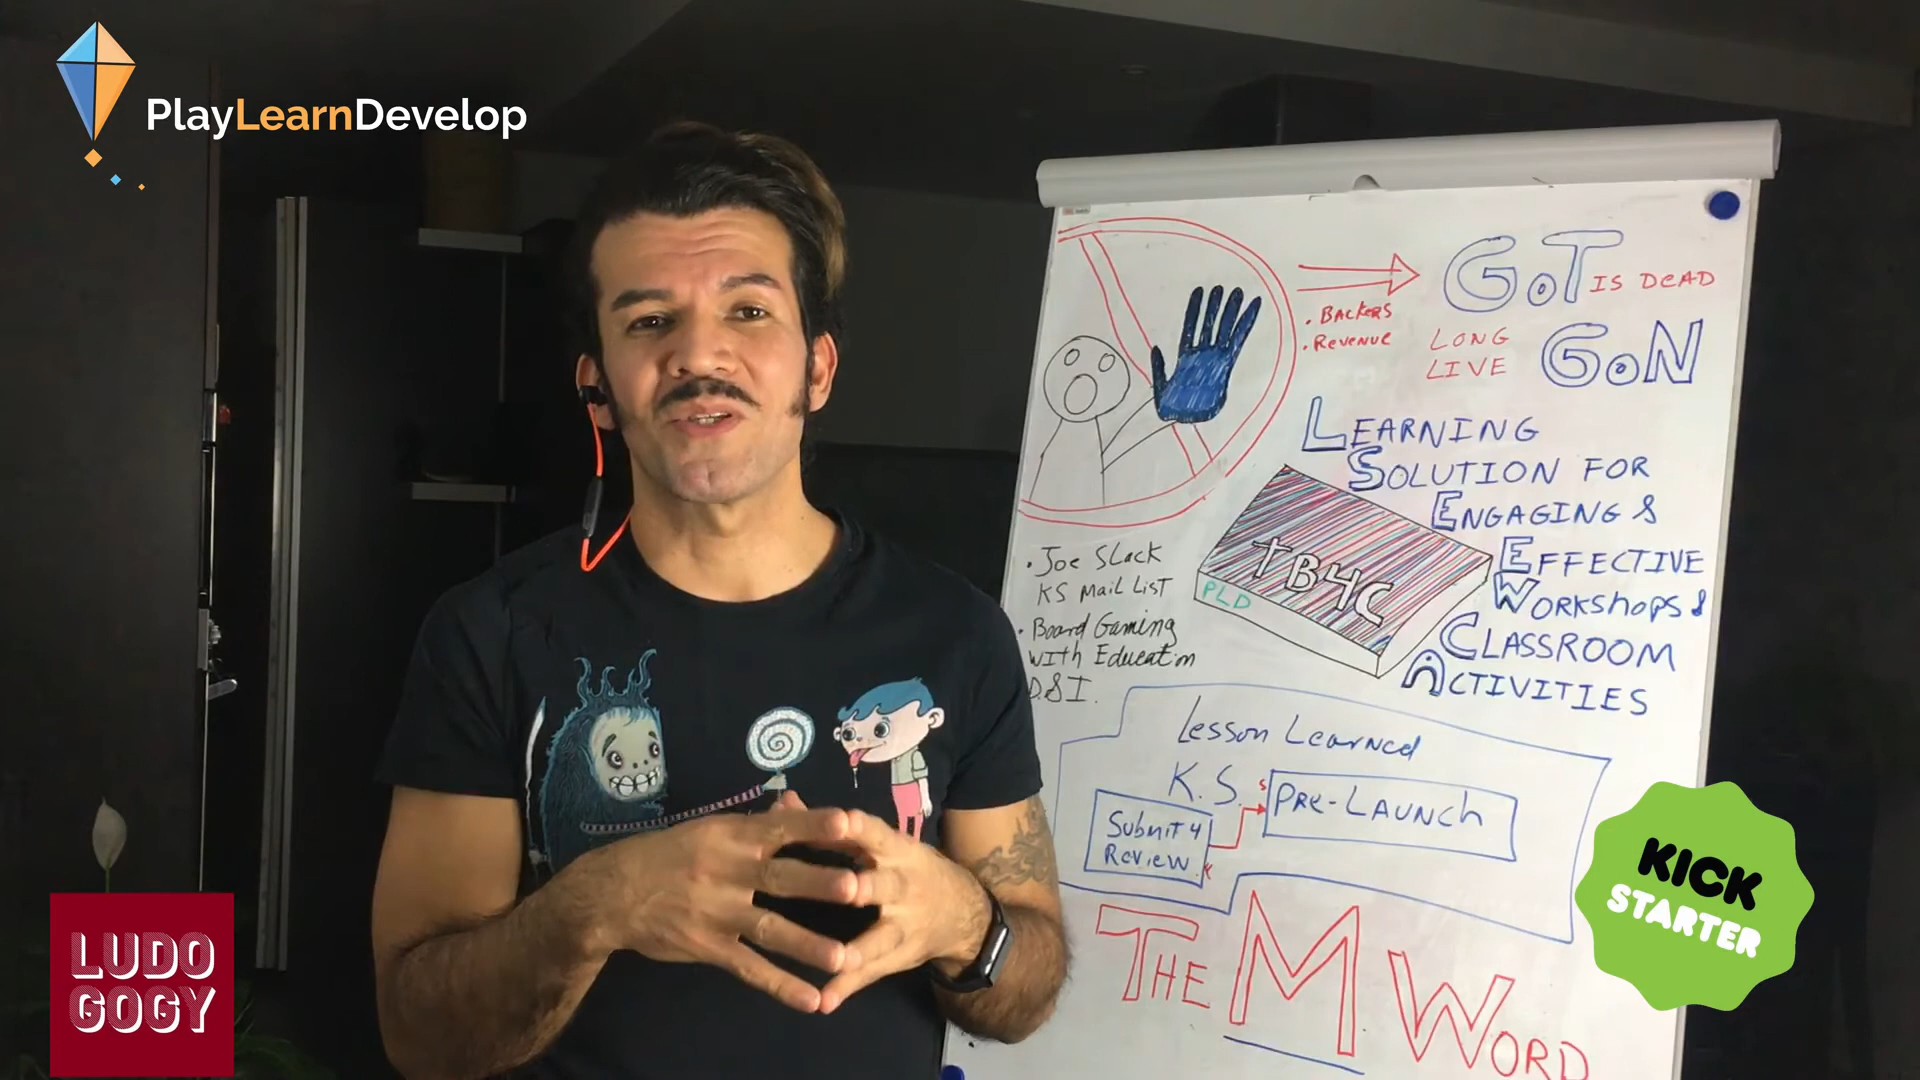 PlayLearnDevelop
GoT IS DEAD
. BACKERS
. Revenue
LONG
LIVE
GoN
LEARNING
SOLUTION FOR
ENGAGING &
EFFECTIVE
WORKSHOPS &
CLASSROOM
ACTIVITIES
TB4C
PLD
. Joe Slack
KS Mail List
. Board Gaming
With Education
D.S I.
Lesson Learned
K.S.
PRE-LAUNCh
Submit 4
Review
THE M WORD
KICK
STARTER
LUDO
GOGY